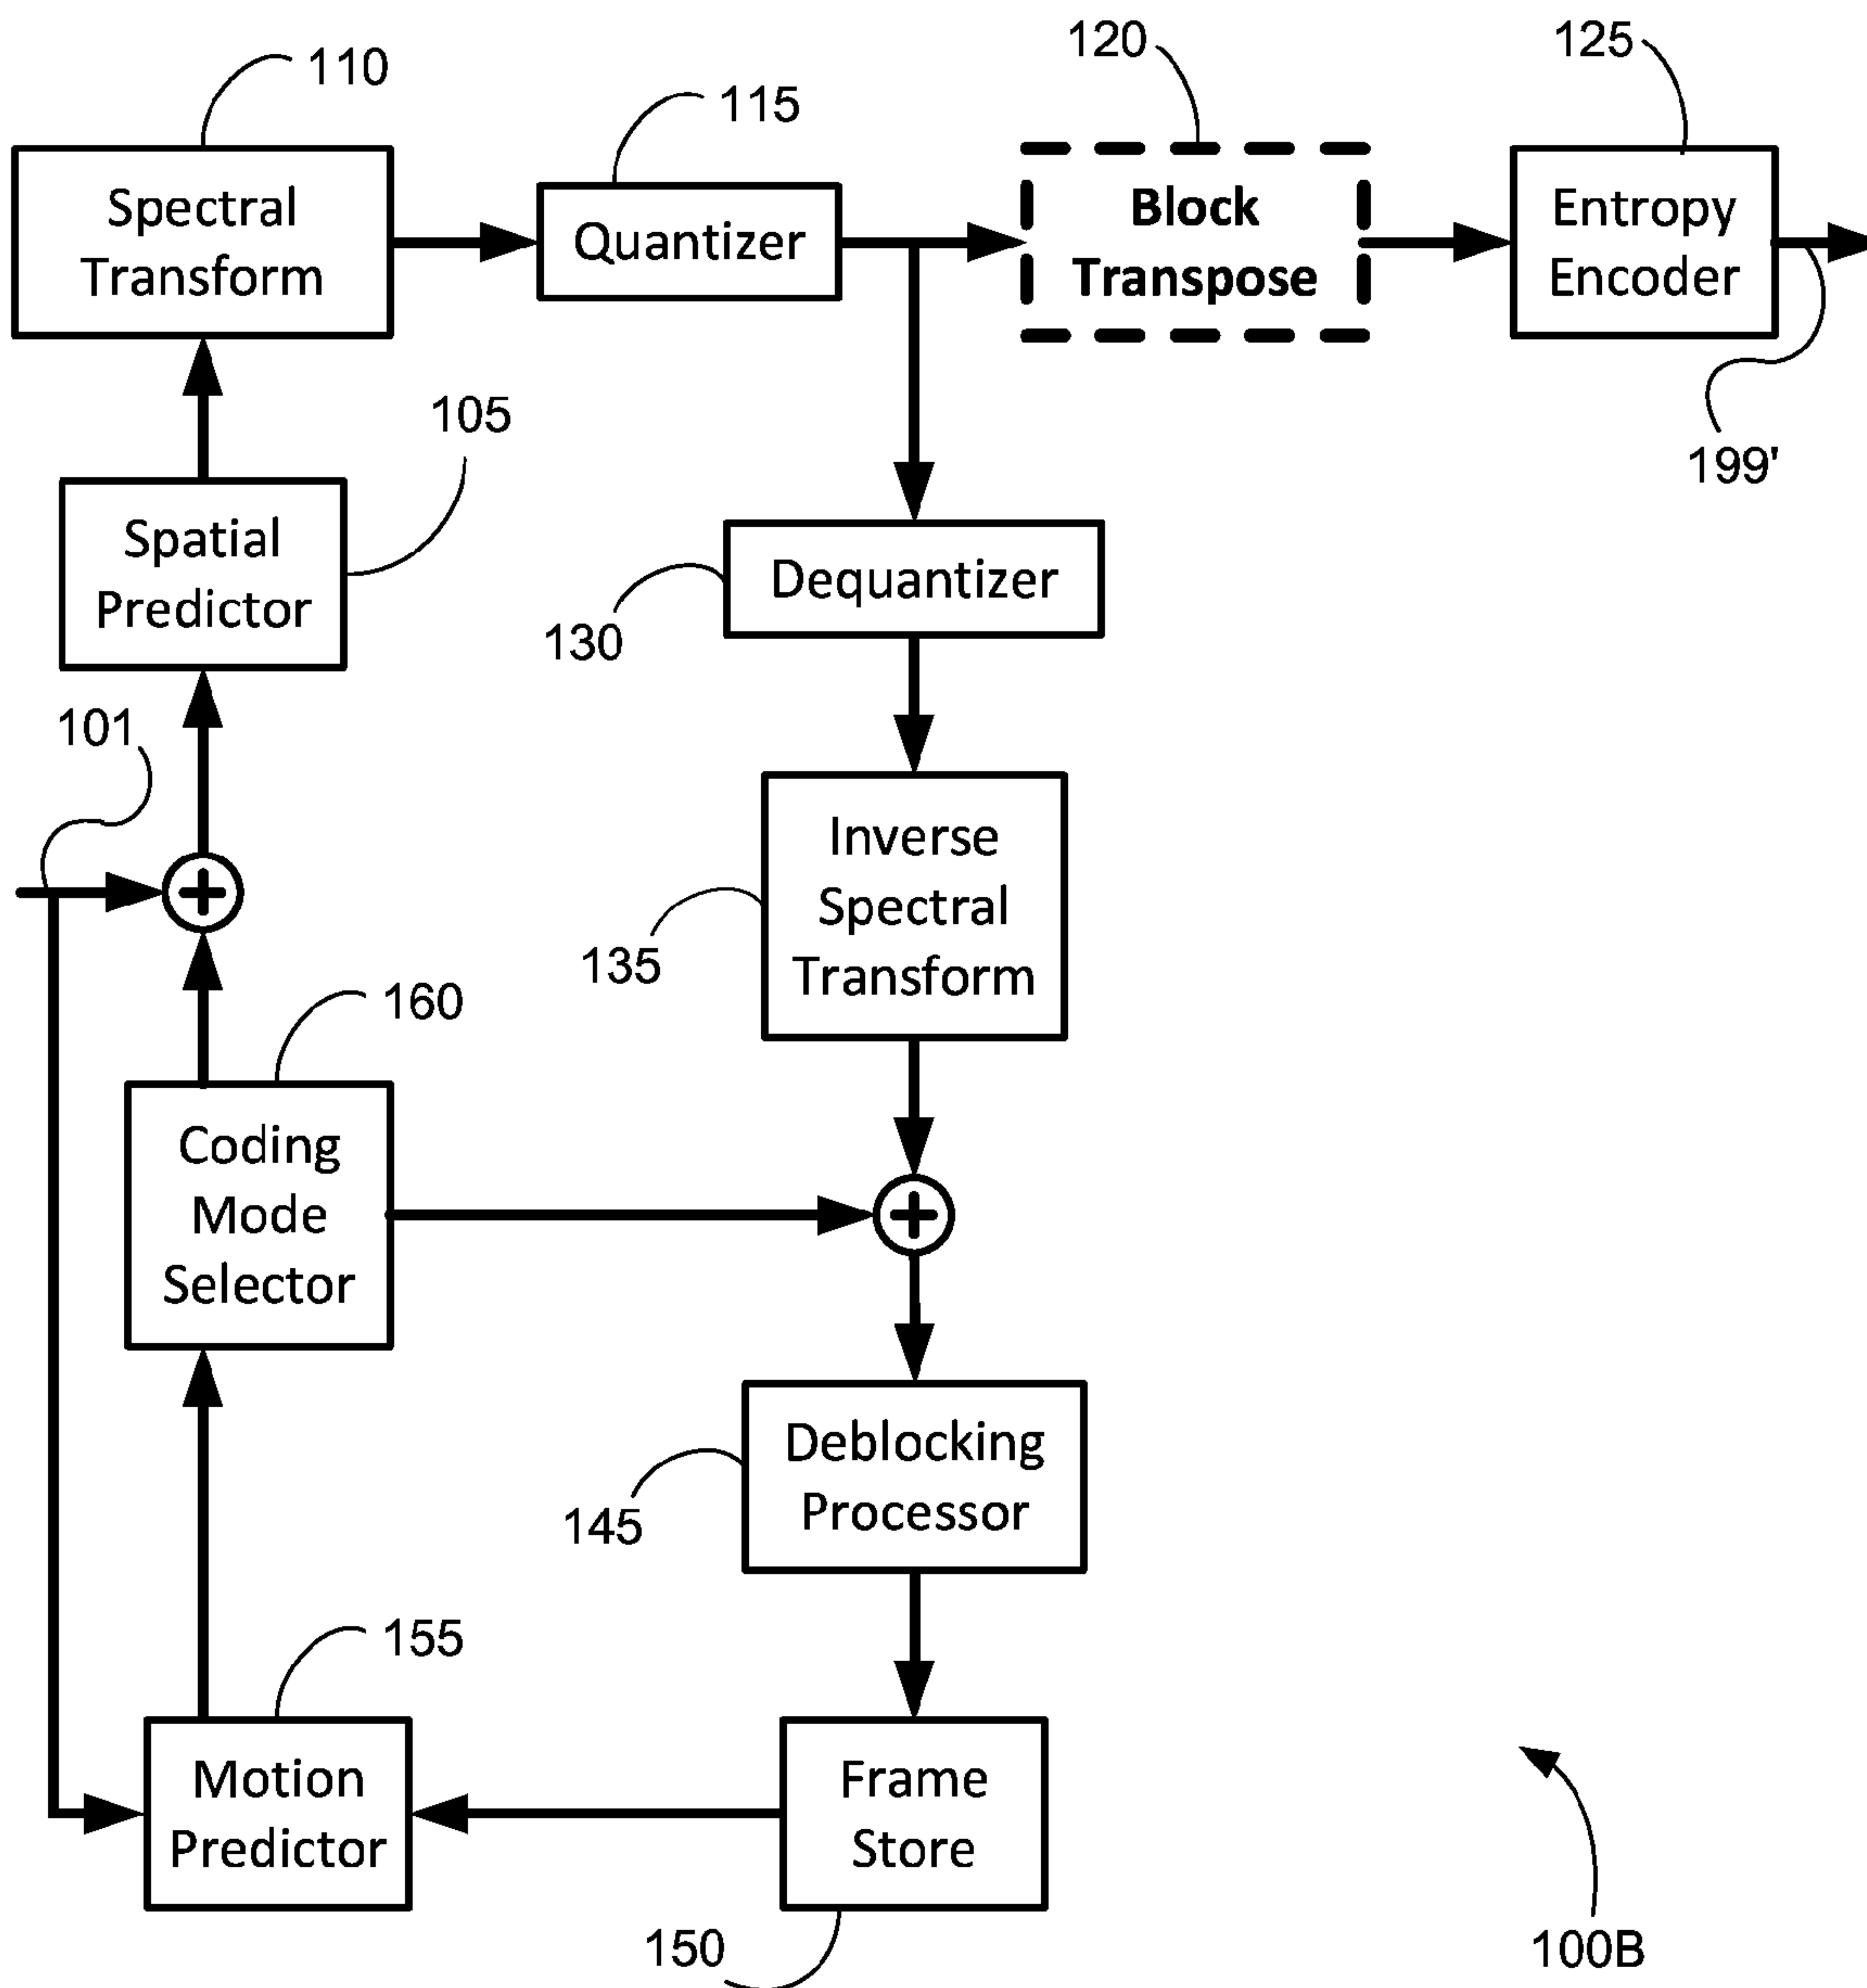 120
125
110
115
Spectral
Transform
Quantizer
Block
Transpose
Entropy
Encoder
199'
105
Spatial
Predictor
Dequantizer
130
101
Inverse
Spectral
Transform
135
160
Coding
Mode
Selector
Deblocking
Processor
145
155
Motion
Predictor
Frame
Store
150
100B